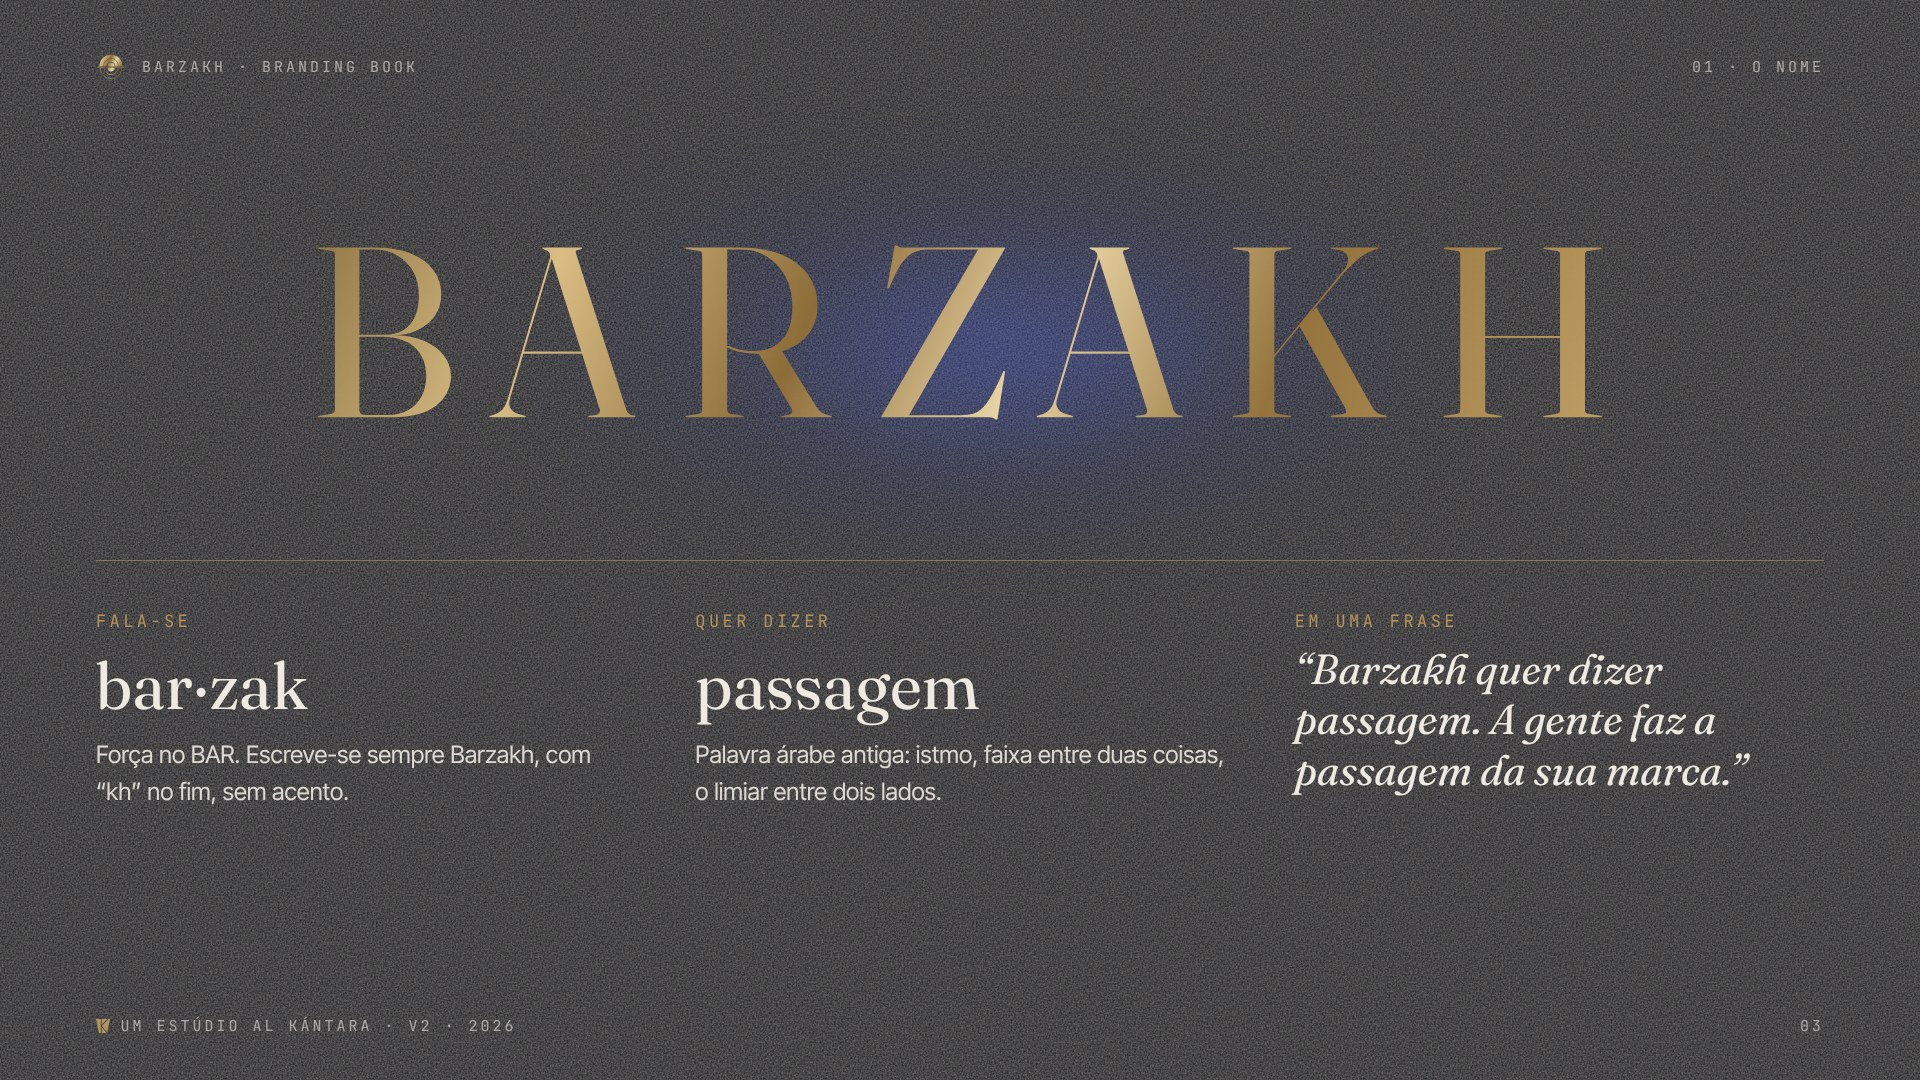 BARZAKH · BRANDING BOOK
01 · O NOME
BARZAKH
FALA-SE
bar·zak
Força no BAR. Escreve-se sempre Barzakh, com
“kh” no fim, sem acento.
QUER DIZER
passagem
Palavra árabe antiga: istmo, faixa entre duas coisas,
o limiar entre dois lados.
EM UMA FRASE
“Barzakh quer dizer
passagem. A gente faz a
passagem da sua marca.”
K UM ESTÚDIO AL KÁNTARA · V2 · 2026
03